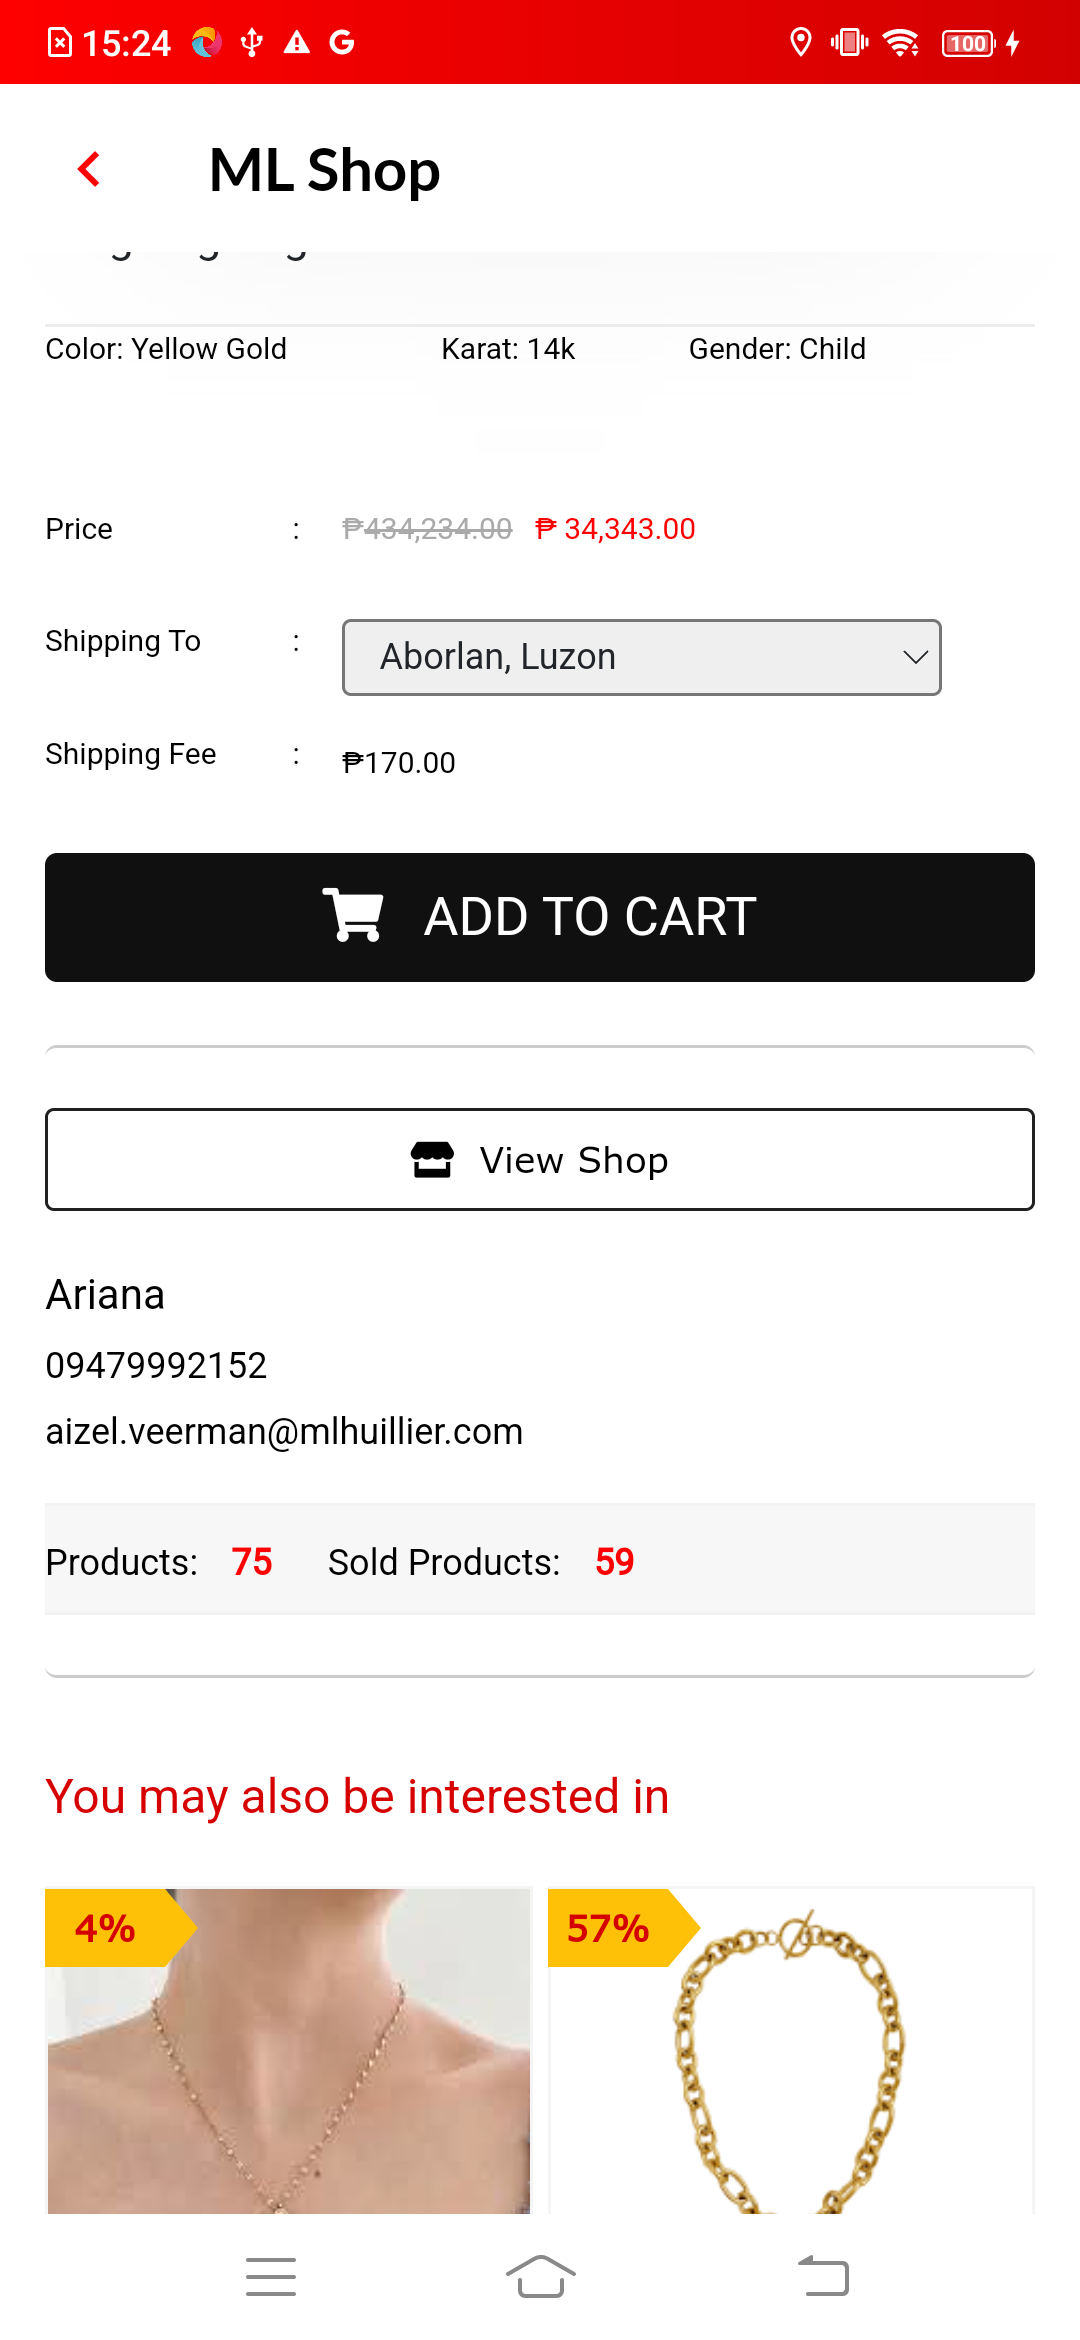 15:24
100
ML Shop
Color: Yellow Gold Karat: 14k Gender: Child
Price : ₱434,234.00 ₱ 34,343.00
Shipping To : Aborlan, Luzon
Shipping Fee : ₱170.00
ADD TO CART
View Shop
Ariana
09479992152
aizel.veerman@mlhuillier.com
Products: 75 Sold Products: 59
You may also be interested in
4% 57%